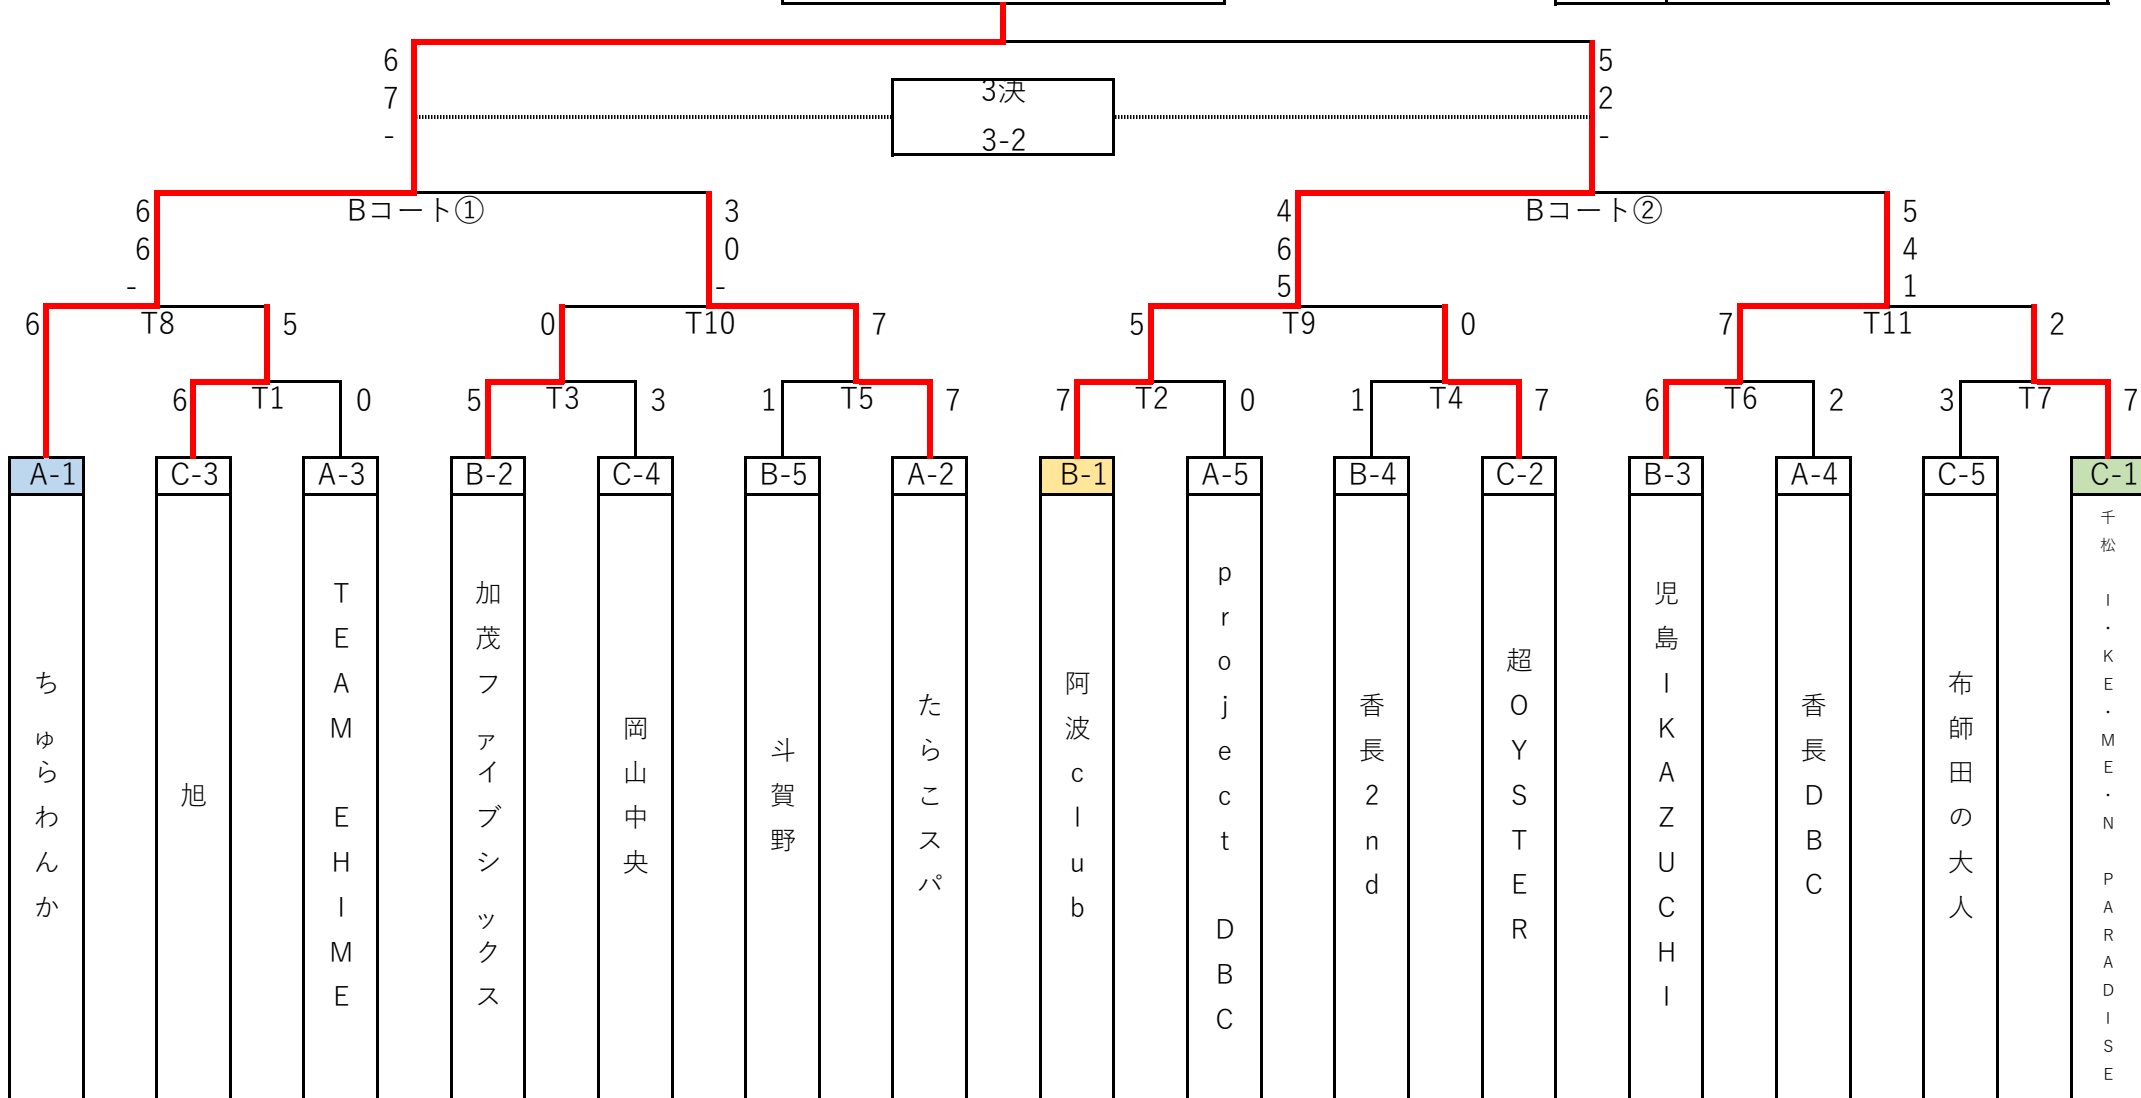 6 5
7 2
- -
3決
3-2
6 Bコート① 3 4 Bコート② 5
6 0 6 4
- - 5 1
6 T8 5 0 T10 7 5 T9 0 7 T11 2
6 T1 0 5 T3 3 1 T5 7 7 T2 0 1 T4 7 6 T6 2 3 T7 7
A-1 C-3 A-3 B-2 C-4 B-5 A-2 B-1 A-5 B-4 C-2 B-3 A-4 C-5 C-1
ちゅらわんか
旭
TEAM EHIME
加茂ファイブシックス
岡山中央
斗賀野
たらこスパ
阿波club
project DBC
香長2nd
超OYSTER
児島IKAZUCHI
香長DBC
布師田の大人
千松 I・KE・ME・N PARADISE